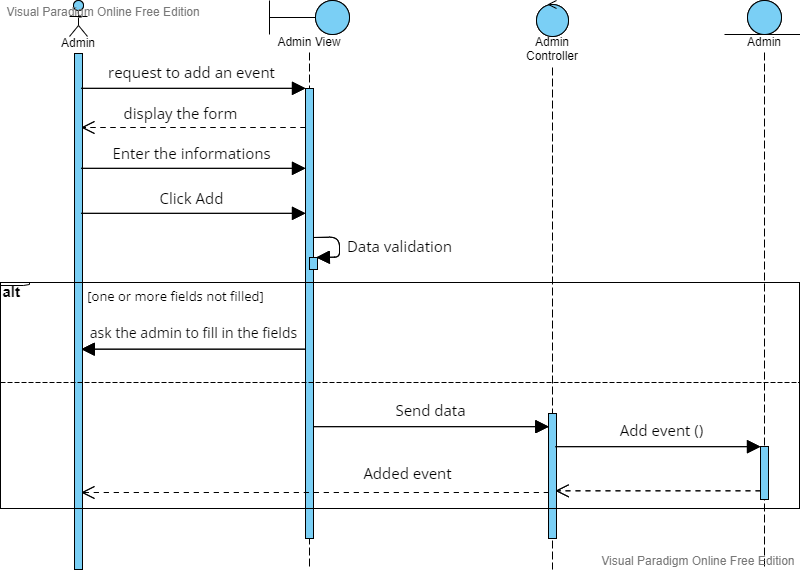 Visual Paradigm Online Free Edition
Admin
Admin View
Admin
Controller
Admin
request to add an event
display the form
Enter the informations
Click Add
Data validation
alt
[one or more fields not filled]
ask the admin to fill in the fields
Send data
Add event ()
Added event
Visual Paradigm Online Free Edition